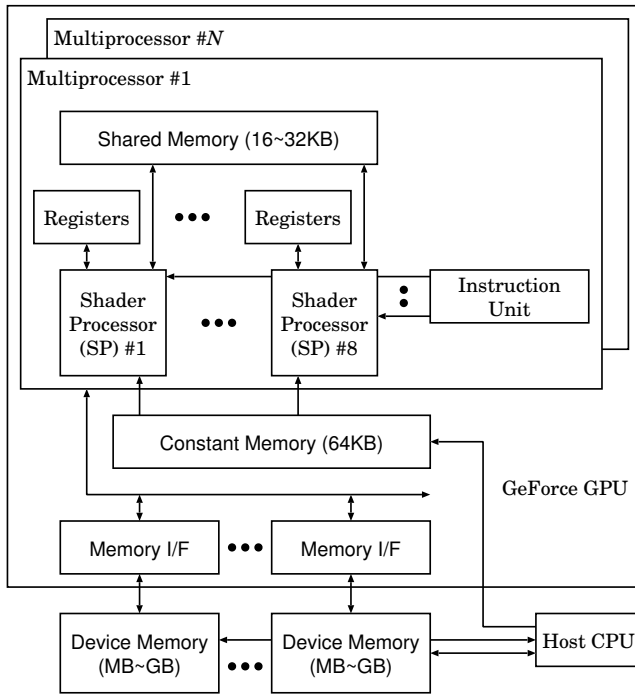 Multiprocessor #N
Multiprocessor #1
Shared Memory (16~32KB)
Registers
Registers
Shader
Processor
(SP) #1
Shader
Processor
(SP) #8
Instruction
Unit
Constant Memory (64KB)
GeForce GPU
Memory I/F
Memory I/F
Device Memory
(MB~GB)
Device Memory
(MB~GB)
Host CPU